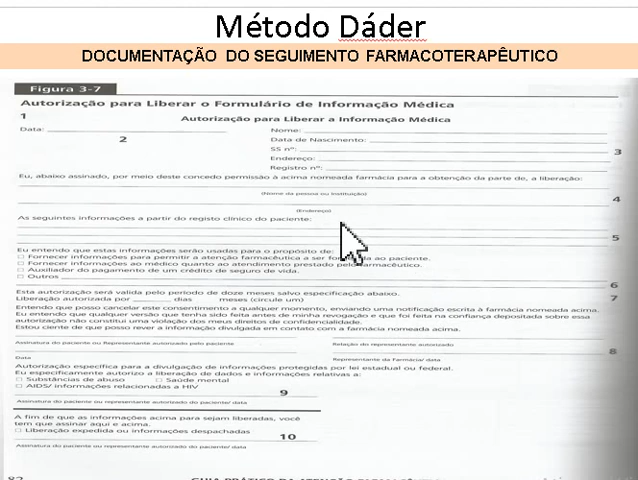 Método Dáder
DOCUMENTAÇÃO DO SEGUIMENTO FARMACOTERAPÊUTICO
Figura 3-7
Autorização para Liberar o Formulário de Informação Médica
1
Autorização para Liberar a Informação Médica
Data:
Nome:
2
Data de Nascimento:
SS nº:
3
Endereço:
Registro nº:
Eu, abaixo assinado, por meio deste concedo permissão à acima nomeada farmácia para a obtenção da parte de, a liberação:
(Nome da pessoa ou Instituição)
4
(Endereço)
As seguintes informações a partir do registo clínico do paciente:
5
Eu entendo que estas informações serão usadas para o propósito de:
Fornecer informações para permitir a atenção farmacêutica a ser ao paciente.
Fornecer informações ao médico quanto ao atendimento prestado farmacêutico.
Auxiliador do pagamento de um crédito de seguro de vida.
Outros
6
Esta autorização será valida pelo período de doze meses salvo especificação abaixo.
Liberação autorizada por dias meses (circule um)
7
Entendo que posso cancelar este consentimento a qualquer momento, enviando uma notificação escrita à farmácia nomeada acima.
Eu entendo que qualquer versão que tenha sido feita antes de minha revogação e que foi feita na confiança depositada sobre essa
autorização não constitui uma violação dos meus direitos de confidencialidade.
Estou ciente de que posso rever a informação divulgada em contato com a farmácia nomeada acima.
Assinatura do paciente ou Representante autorizado pelo paciente
Relação do representante autorizado
8
Data
Representante da Farmácia/ data
Autorização específica para a divulgação de informações protegidas por lei estadual ou federal.
Eu especificamente autorizo a liberação de dados e informações relativas a:
Substâncias de abuso Saúde mental
AIDS/ informações relacionadas a HIV
9
Assinatura do paciente ou representante autorizado do paciente/ data
A fim de que as informações acima para sejam liberadas, você
tem que assinar aqui e acima.
Liberação expedida ou informações despachadas
10
Assinatura do paciente ou representante autorizado do paciente/ data
82